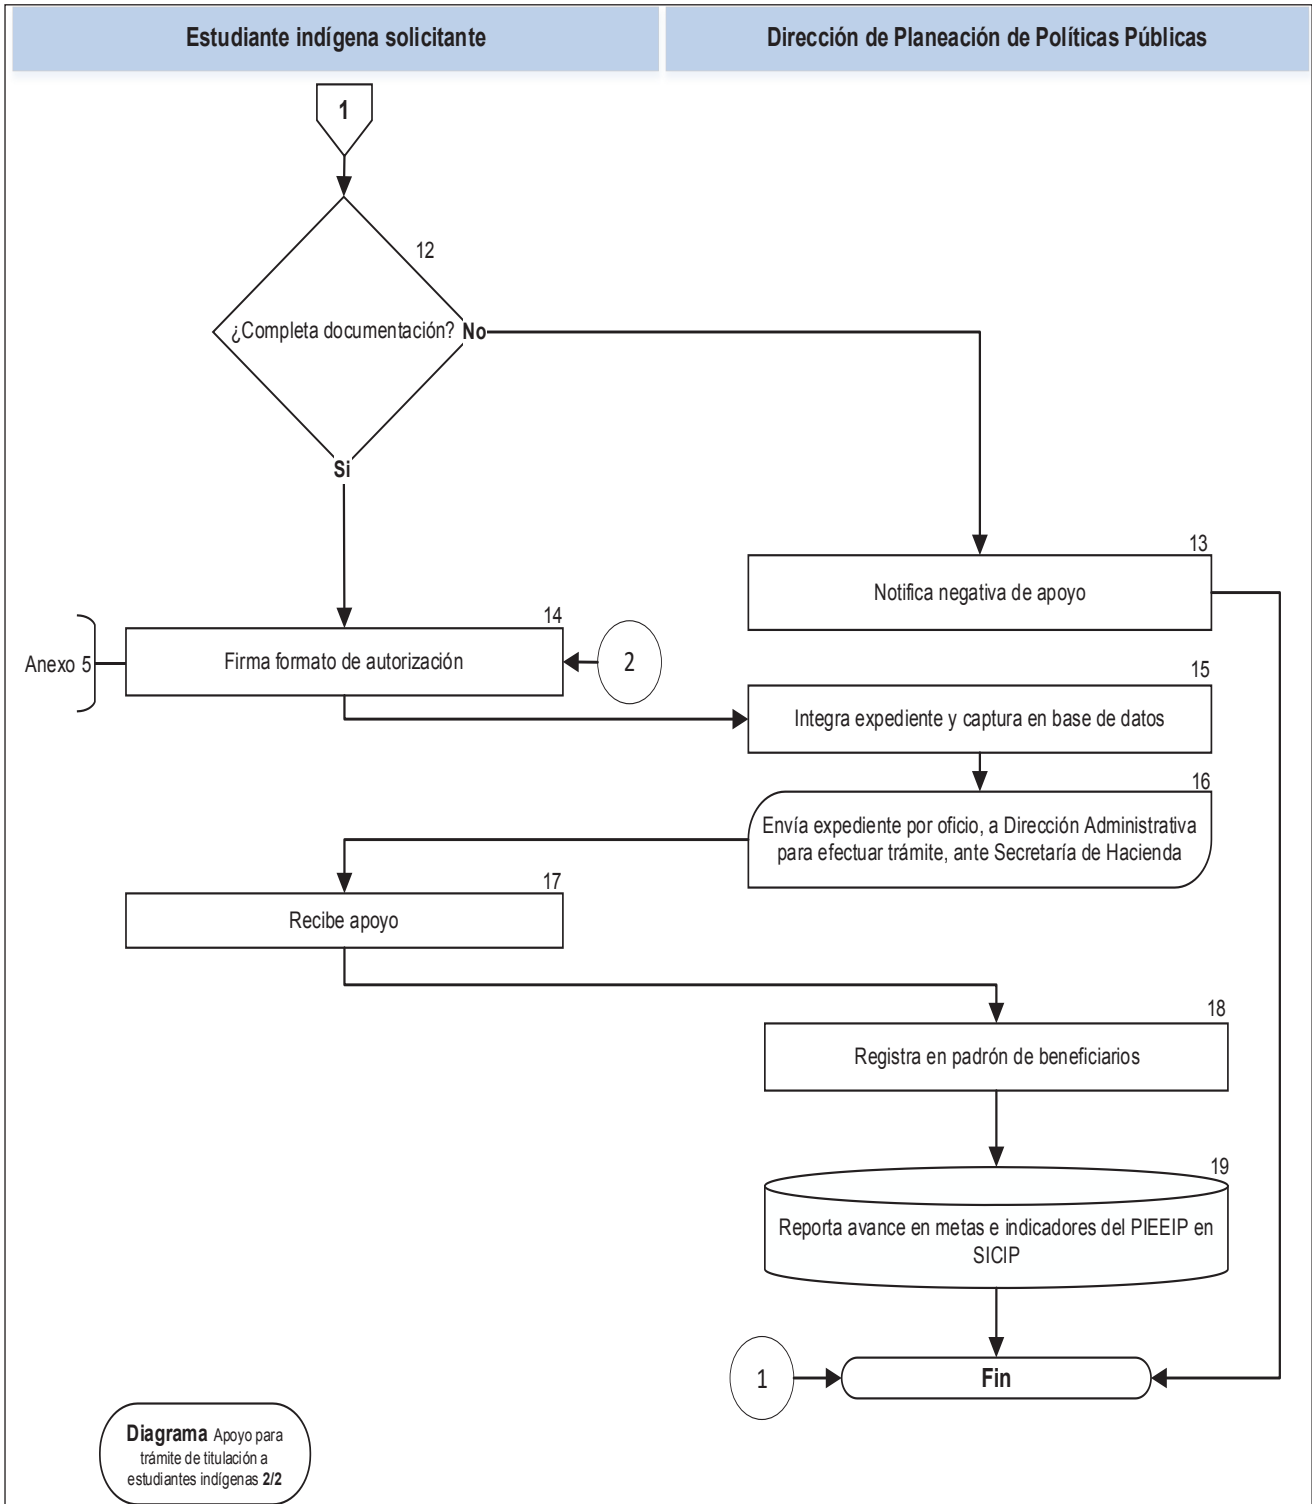 Estudiante indígena solicitante
Dirección de Planeación de Políticas Públicas
1
12
¿Completa documentación? No
Si
13
Notifica negativa de apoyo
14
Anexo 5
Firma formato de autorización
2
15
Integra expediente y captura en base de datos
16
Envía expediente por oficio, a Dirección Administrativa
para efectuar trámite, ante Secretaría de Hacienda
17
Recibe apoyo
18
Registra en padrón de beneficiarios
19
Reporta avance en metas e indicadores del PIEEIP en
SICIP
1
Fin
Diagrama Apoyo para
trámite de titulación a
estudiantes indígenas 2/2